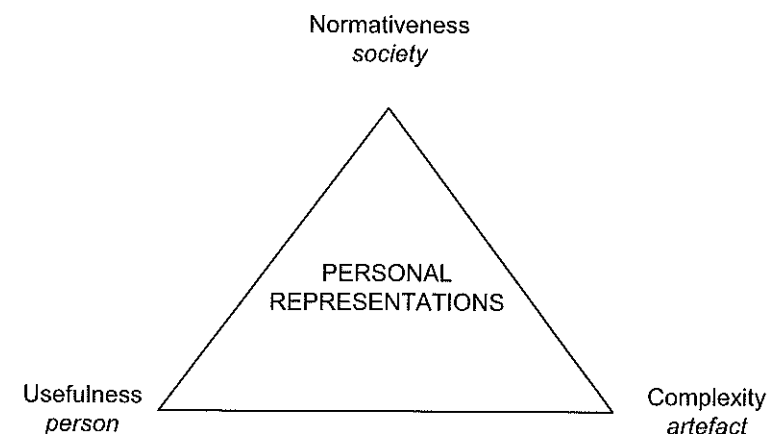 Normativeness
society
PERSONAL
REPRESENTATIONS
Usefulness
person
Complexity
artefact